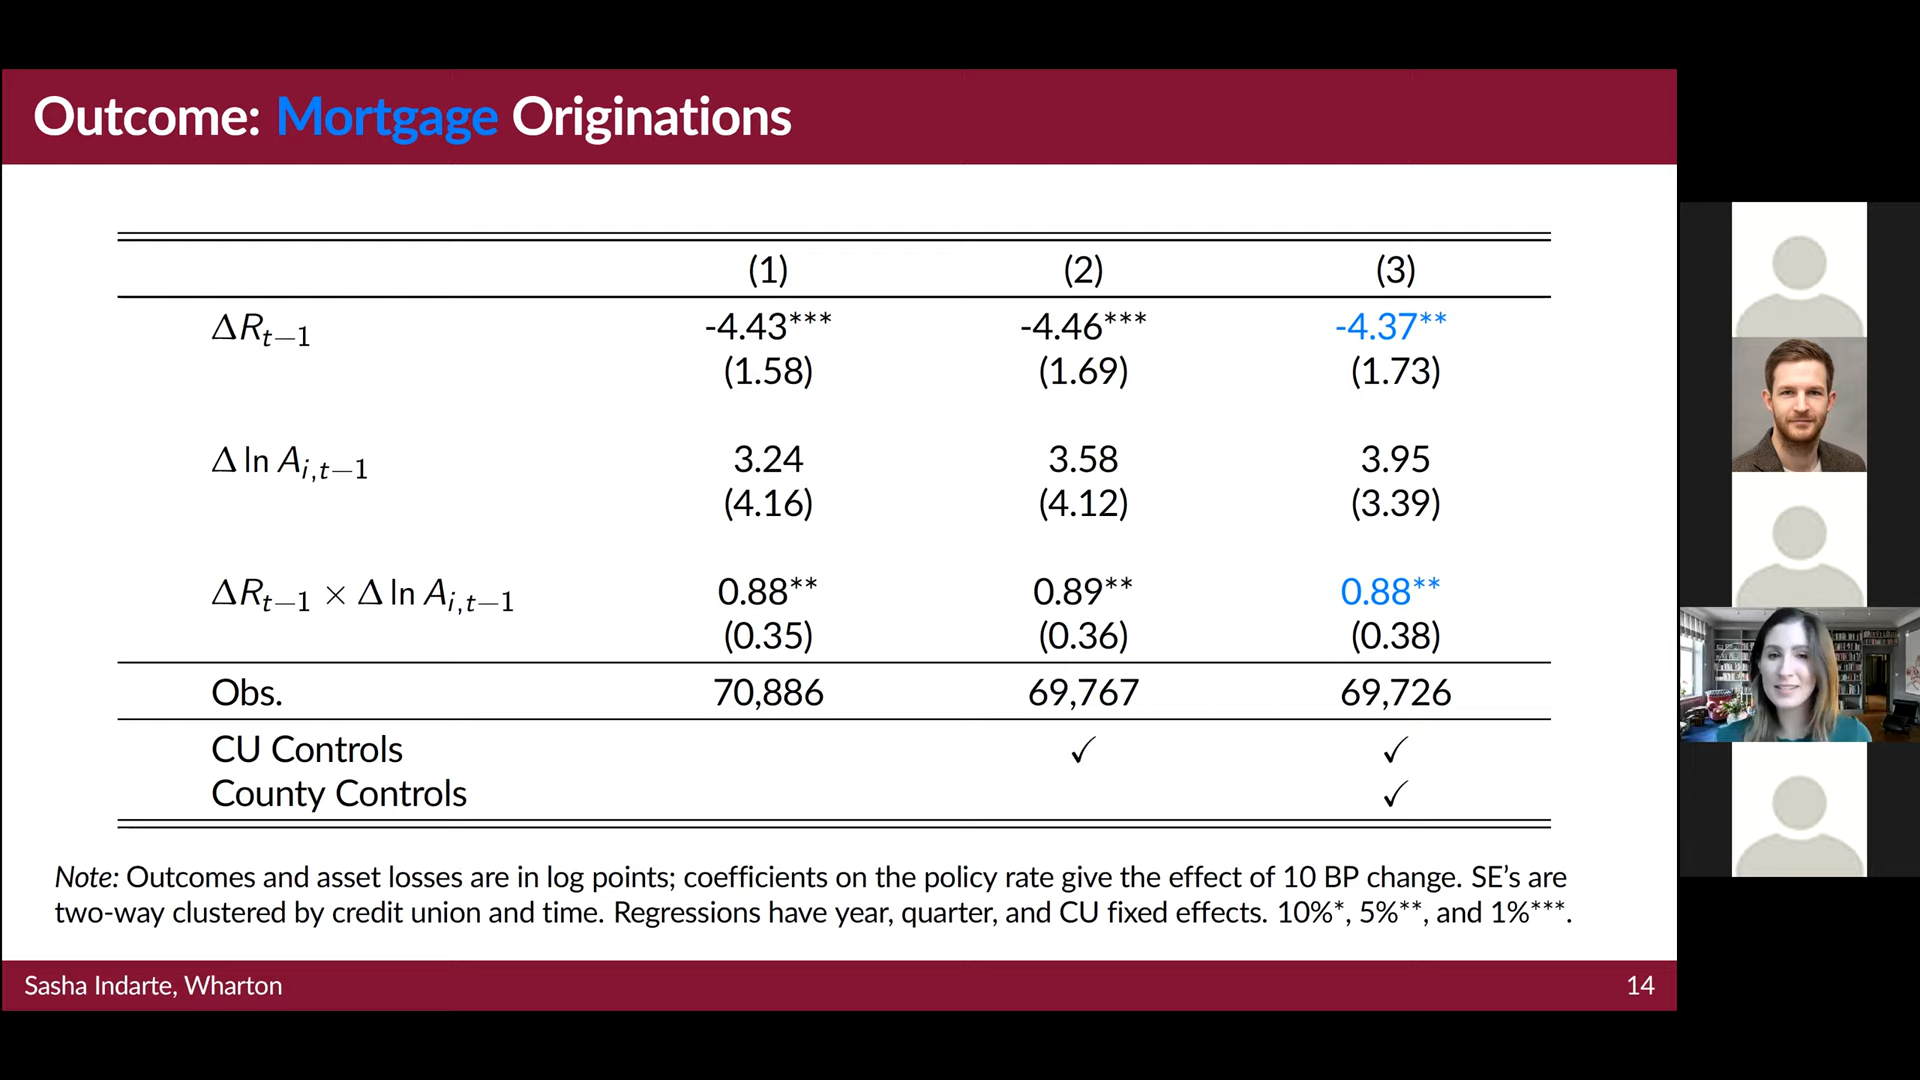 Outcome: Mortgage Originations
(1) (2) (3)
ΔR_{t−1} -4.43*** -4.46*** -4.37**
(1.58) (1.69) (1.73)
Δ ln A_{i,t−1} 3.24 3.58 3.95
(4.16) (4.12) (3.39)
ΔR_{t−1} × Δ ln A_{i,t−1} 0.88** 0.89** 0.88**
(0.35) (0.36) (0.38)
Obs. 70,886 69,767 69,726
CU Controls ✓ ✓
County Controls ✓
Note: Outcomes and asset losses are in log points; coefficients on the policy rate give the effect of 10 BP change. SE’s are
two-way clustered by credit union and time. Regressions have year, quarter, and CU fixed effects. 10%*, 5%**, and 1%***.
Sasha Indarte, Wharton 14